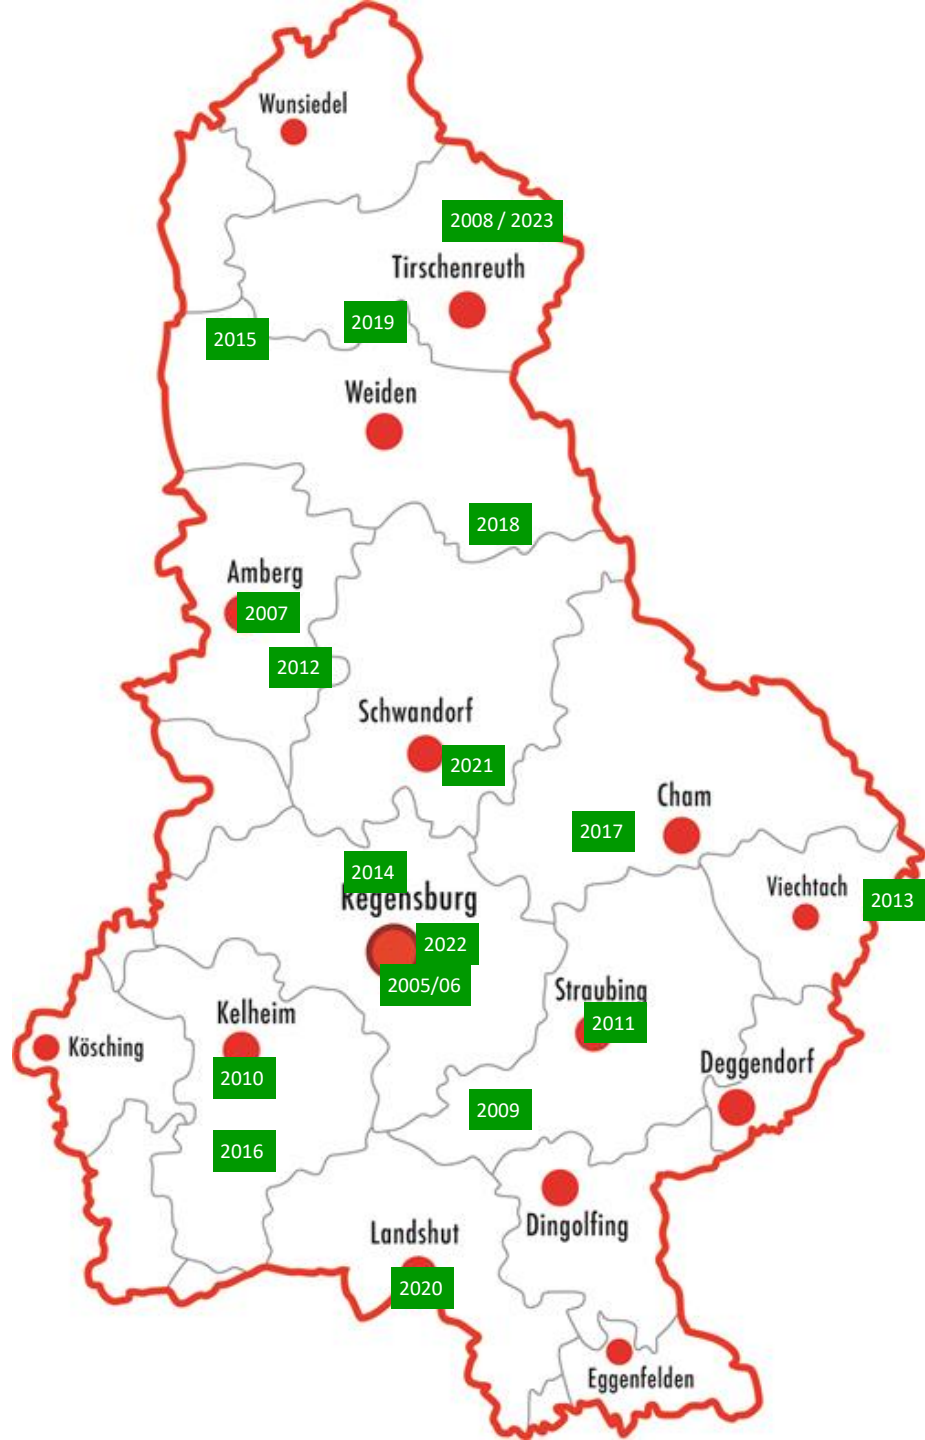 Wunsiedel
2008 / 2023
Tirschenreuth
2019
2015
Weiden
2018
Amberg
2007
2012
Schwandorf
2021
Cham
2017
2014
Regensburg
Viechtach
2013
2022
2005/06
Straubing
2011
Kelheim
Kösching
2010
Deggendorf
2009
2016
Dingolfing
Landshut
2020
Eggenfelden